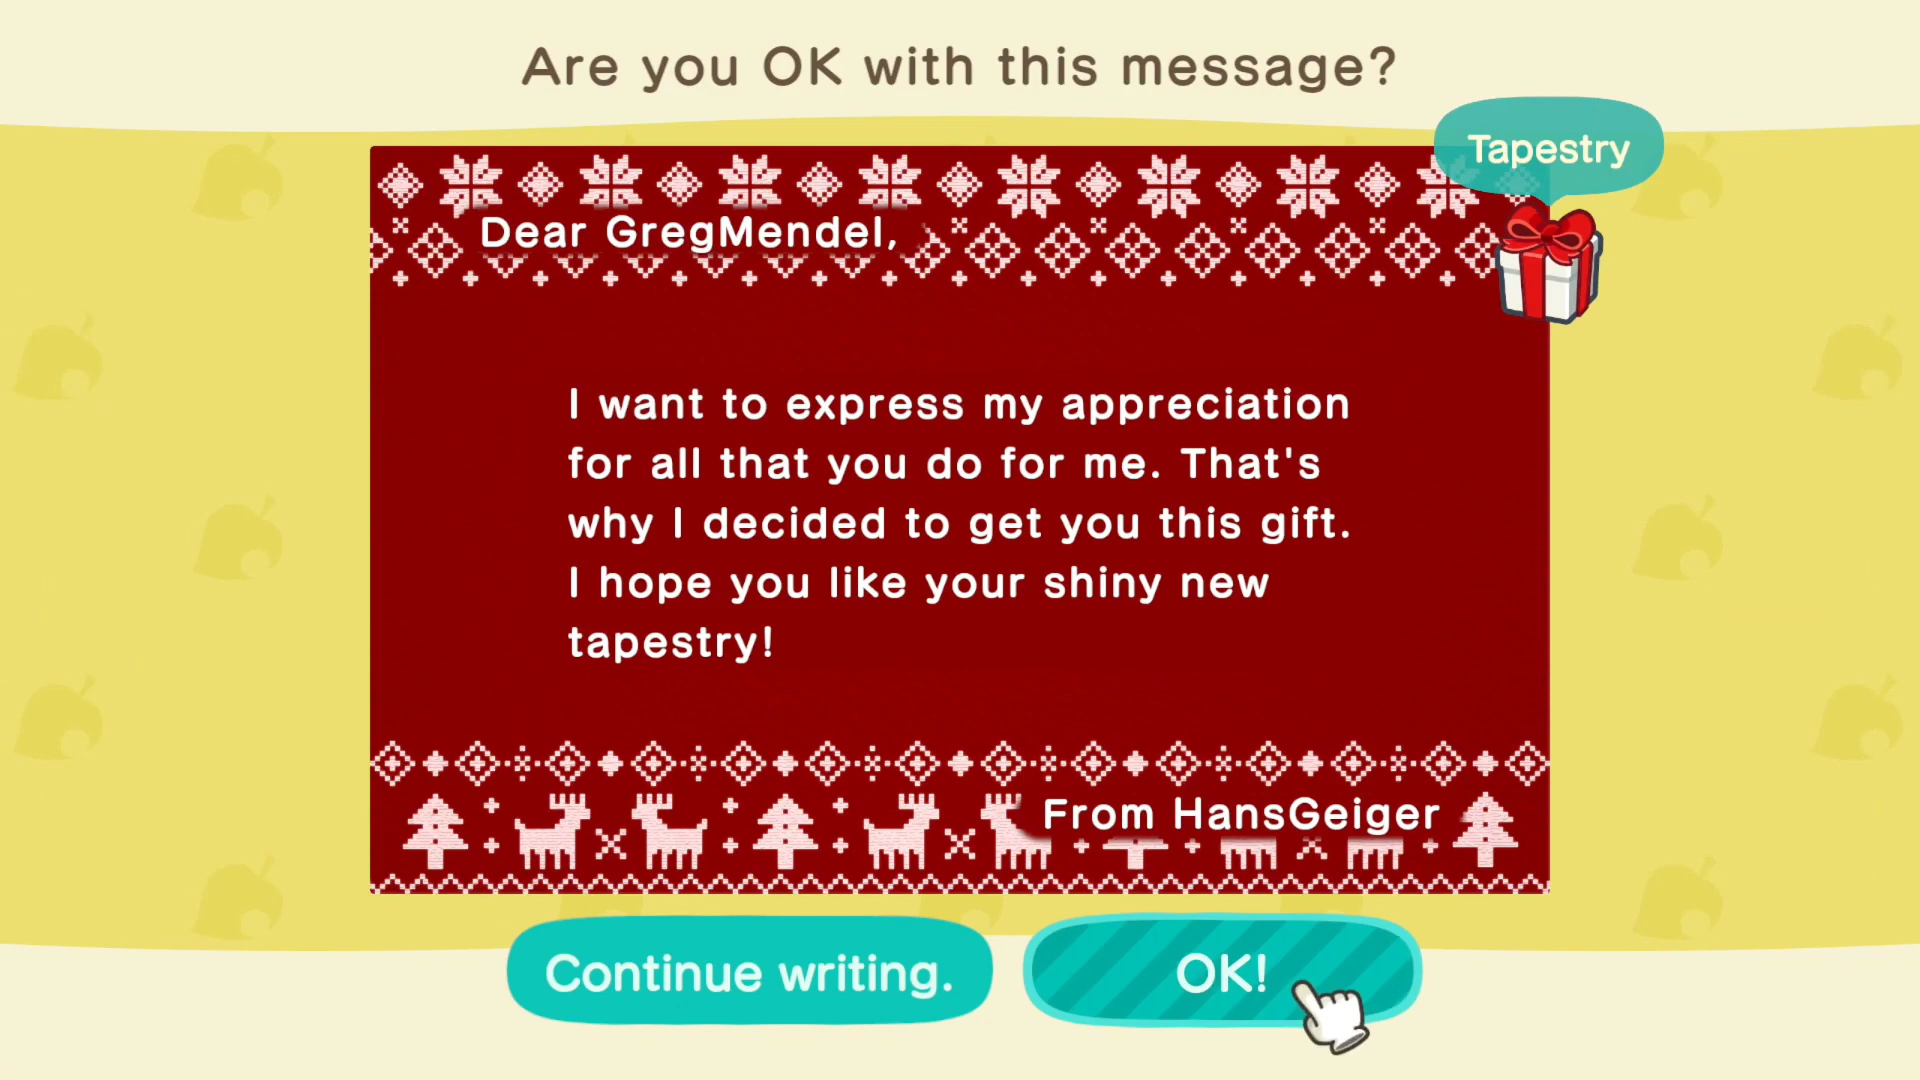 Are you OK with this message?
Tapestry
Dear GregMendel,
I want to express my appreciation
for all that you do for me. That's
why I decided to get you this gift.
I hope you like your shiny new
tapestry!
From HansGeiger
Continue writing.
OK!